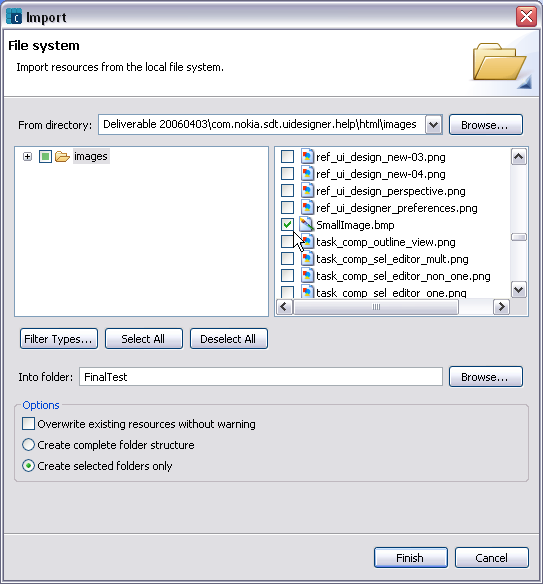 Import
File system
Import resources from the local file system.
From directory: Deliverable 20060403\com.nokia.sdt.uidesigner.help\html\images Browse...
images
ref_ui_design_new-03.png
ref_ui_design_new-04.png
ref_ui_design_perspective.png
ref_ui_designer_preferences.png
SmallImage.bmp
task_comp_outline_view.png
task_comp_sel_editor_mult.png
task_comp_sel_editor_non_one.png
task_comp_sel_editor_one.png
Filter Types... Select All Deselect All
Into folder: FinalTest Browse...
Options
Overwrite existing resources without warning
Create complete folder structure
Create selected folders only
Finish Cancel